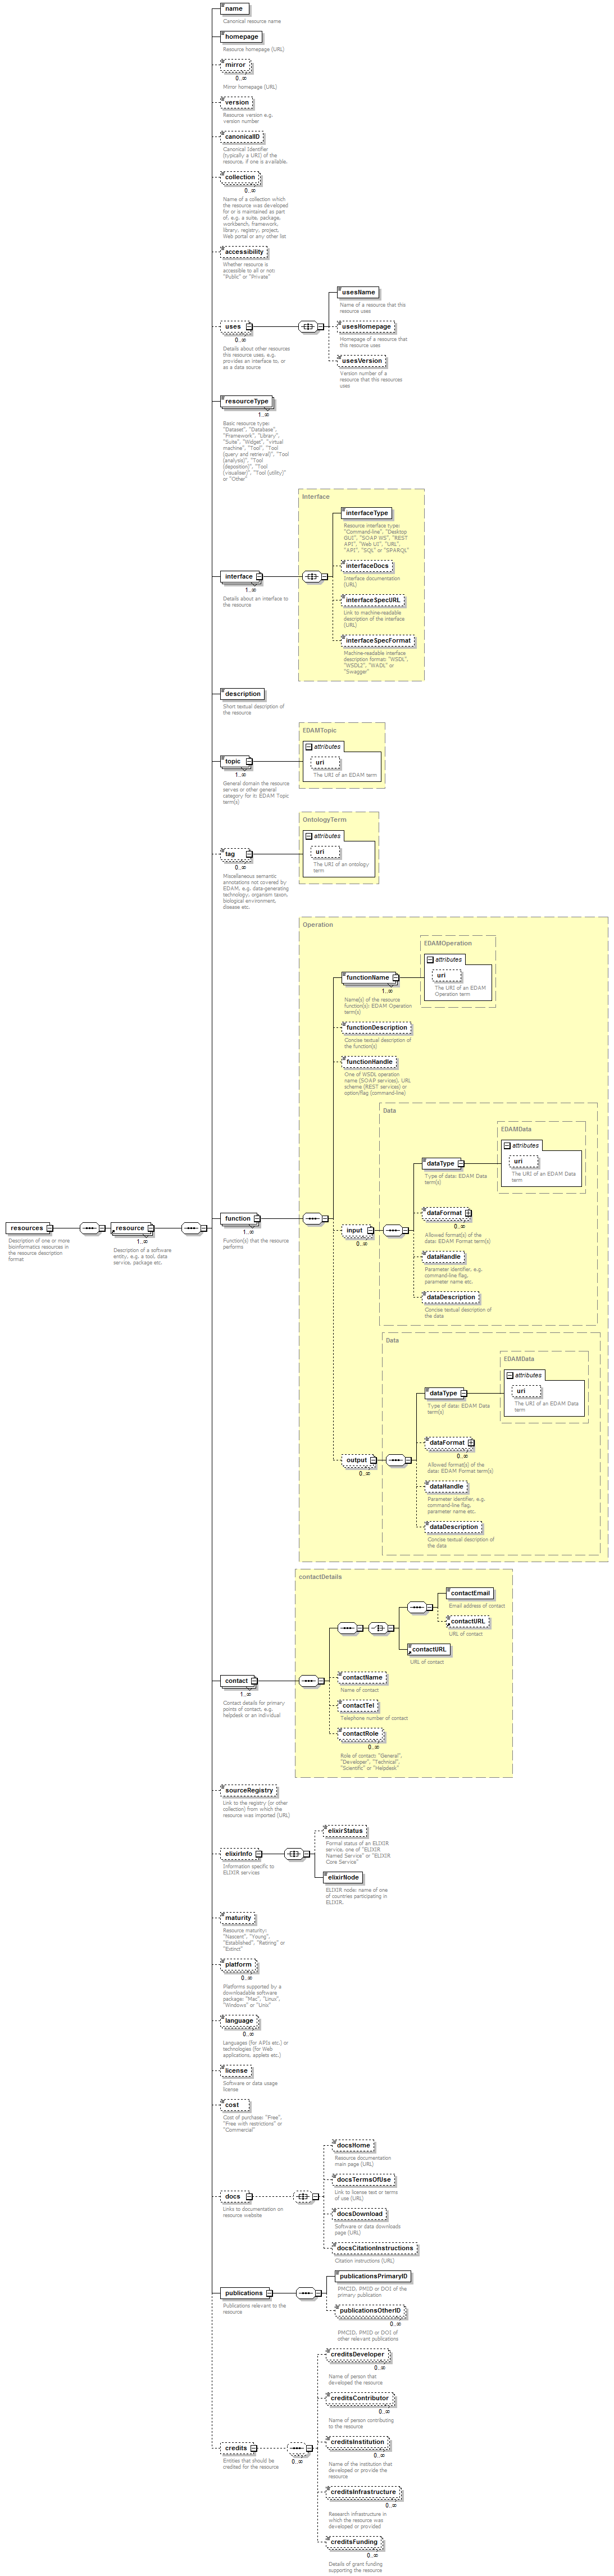 name
Canonical resource name
homepage
Resource homepage (URL)
mirror
0..∞
Mirror homepage (URL)
version
Resource version e.g.
version number
canonicalID
Canonical Identifier
(typically a URI) of the
resource, if one is available.
collection
0..∞
Name of a collection which
the resource was developed
for or is maintained as part
of, e.g. a suite, package,
workbench, framework,
library, registry, project,
Web portal or any other list
accessibility
Whether resource is
accessible to all or not:
"Public" or "Private"
uses
0..∞
Details about other resources
this resource uses, e.g.
provides an interface to, or
as a data source
usesName
Name of a resource that this
resource uses
usesHomepage
Homepage of a resource that
this resource uses
usesVersion
Version number of a
resource that this resources
uses
resourceType
1..∞
Basic resource type:
"Dataset", "Database",
"Framework", "Library",
"Suite", "Widget", "virtual
machine", "Tool", "Tool
(query and retrieval)", "Tool
(analysis)", "Tool
(deposition)", "Tool
(visualiser)", "Tool (utility)"
or "Other"
interface
1..∞
Details about an interface to
the resource
Interface
interfaceType
Resource interface type:
"Command-line", "Desktop
GUI", "SOAP WS", "REST
API", "Web UI", "URL",
"API", "SQL" or "SPARQL"
interfaceDocs
Interface documentation
(URL)
interfaceSpecURL
Link to machine-readable
description of the interface
(URL)
interfaceSpecFormat
Machine-readable interface
description format: "WSDL",
"WSDL2", "WADL" or
"Swagger"
description
Short textual description of
the resource
topic
1..∞
General domain the resource
serves or other general
category for it: EDAM Topic
term(s)
EDAMTopic
attributes
uri
The URI of an EDAM term
tag
0..∞
Miscellaneous semantic
annotations not covered by
EDAM, e.g. data-generating
technology, organism taxon,
biological environment,
disease etc.
OntologyTerm
attributes
uri
The URI of an ontology
term
resources
Description of one or more
bioinformatics resources in
the resource description
format
resource
1..∞
Description of a software
entity, e.g. a tool, data
service, package etc.
function
1..∞
Function(s) that the resource
performs
Operation
functionName
1..∞
Name(s) of the resource
function(s): EDAM Operation
term(s)
EDAMOperation
attributes
uri
The URI of an EDAM
Operation term
functionDescription
Concise textual description of
the function(s)
functionHandle
One of WSDL operation
name (SOAP services), URL
scheme (REST services) or
option/flag (command-line)
input
0..∞
Data
dataType
Type of data: EDAM Data
term(s)
EDAMData
attributes
uri
The URI of an EDAM Data
term
dataFormat
0..∞
Allowed format(s) of the
data: EDAM Format term(s)
dataHandle
Parameter identifier, e.g.
command-line flag,
parameter name etc.
dataDescription
Concise textual description of
the data
output
0..∞
Data
dataType
Type of data: EDAM Data
term(s)
EDAMData
attributes
uri
The URI of an EDAM Data
term
dataFormat
0..∞
Allowed format(s) of the
data: EDAM Format term(s)
dataHandle
Parameter identifier, e.g.
command-line flag,
parameter name etc.
dataDescription
Concise textual description of
the data
contact
1..∞
Contact details for primary
points of contact, e.g.
helpdesk or an individual
contactDetails
contactEmail
Email address of contact
contactURL
URL of contact
contactURL
URL of contact
contactName
Name of contact
contactTel
Telephone number of contact
contactRole
0..∞
Role of contact: "General",
"Developer", "Technical",
"Scientific" or "Helpdesk"
sourceRegistry
Link to the registry (or other
collection) from which the
resource was imported (URL)
elixirInfo
Information specific to
ELIXIR services
elixirStatus
Formal status of an ELIXIR
service, one of "ELIXIR
Named Service" or "ELIXIR
Core Service"
elixirNode
ELIXIR node: name of one
of countries participating in
ELIXIR.
maturity
Resource maturity:
"Nascent", "Young",
"Established", "Retiring" or
"Extinct"
platform
0..∞
Platforms supported by a
downloadable software
package: "Mac", "Linux",
"Windows" or "Unix"
language
0..∞
Languages (for APIs etc.) or
technologies (for Web
applications, applets etc.)
license
Software or data usage
license
cost
Cost of purchase: "Free",
"Free with restrictions" or
"Commercial"
docs
Links to documentation on
resource website
docsHome
Resource documentation
main page (URL)
docsTermsOfUse
Link to license text or terms
of use (URL)
docsDownload
Software or data downloads
page (URL)
docsCitationInstructions
Citation instructions (URL)
publications
Publications relevant to the
resource
publicationsPrimaryID
PMCID, PMID or DOI of the
primary publication
publicationsOtherID
0..∞
PMCID, PMID or DOI of
other relevant publications
credits
Entities that should be
credited for the resource
0..∞
creditsDeveloper
0..∞
Name of person that
developed the resource
creditsContributor
0..∞
Name of person contributing
to the resource
creditsInstitution
0..∞
Name of the institution that
developed or provide the
resource
creditsInfrastructure
0..∞
Research infrastructure in
which the resource was
developed or provided
creditsFunding
0..∞
Details of grant funding
supporting the resource